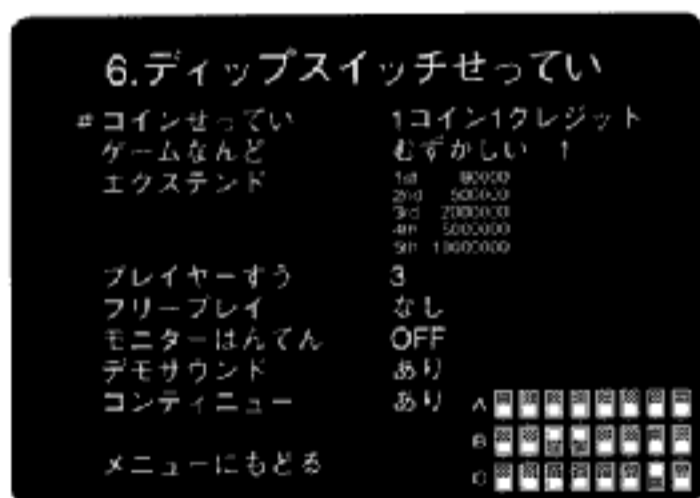 6.ディップスイッチせってい
#コインせってい 1コイン1クレジット
ゲームなんど むずかしい ↑
エクステンド 1st 80000
2nd 500000
3rd 2000000
4th 5000000
5th 10000000
プレイヤーすう 3
フリープレイ なし
モニターはんてん OFF
デモサウンド あり
コンティニュー あり
A
B
C
メニューにもどる